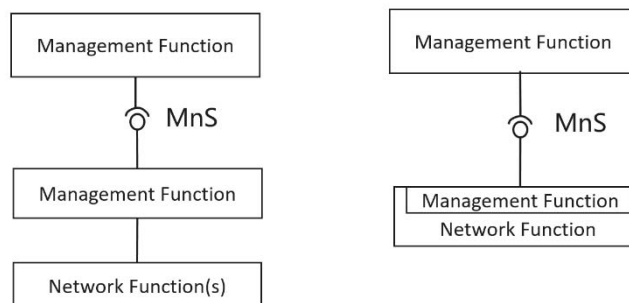 Management Function
MnS
Management Function
Network Function(s)
Management Function
MnS
Management Function
Network Function